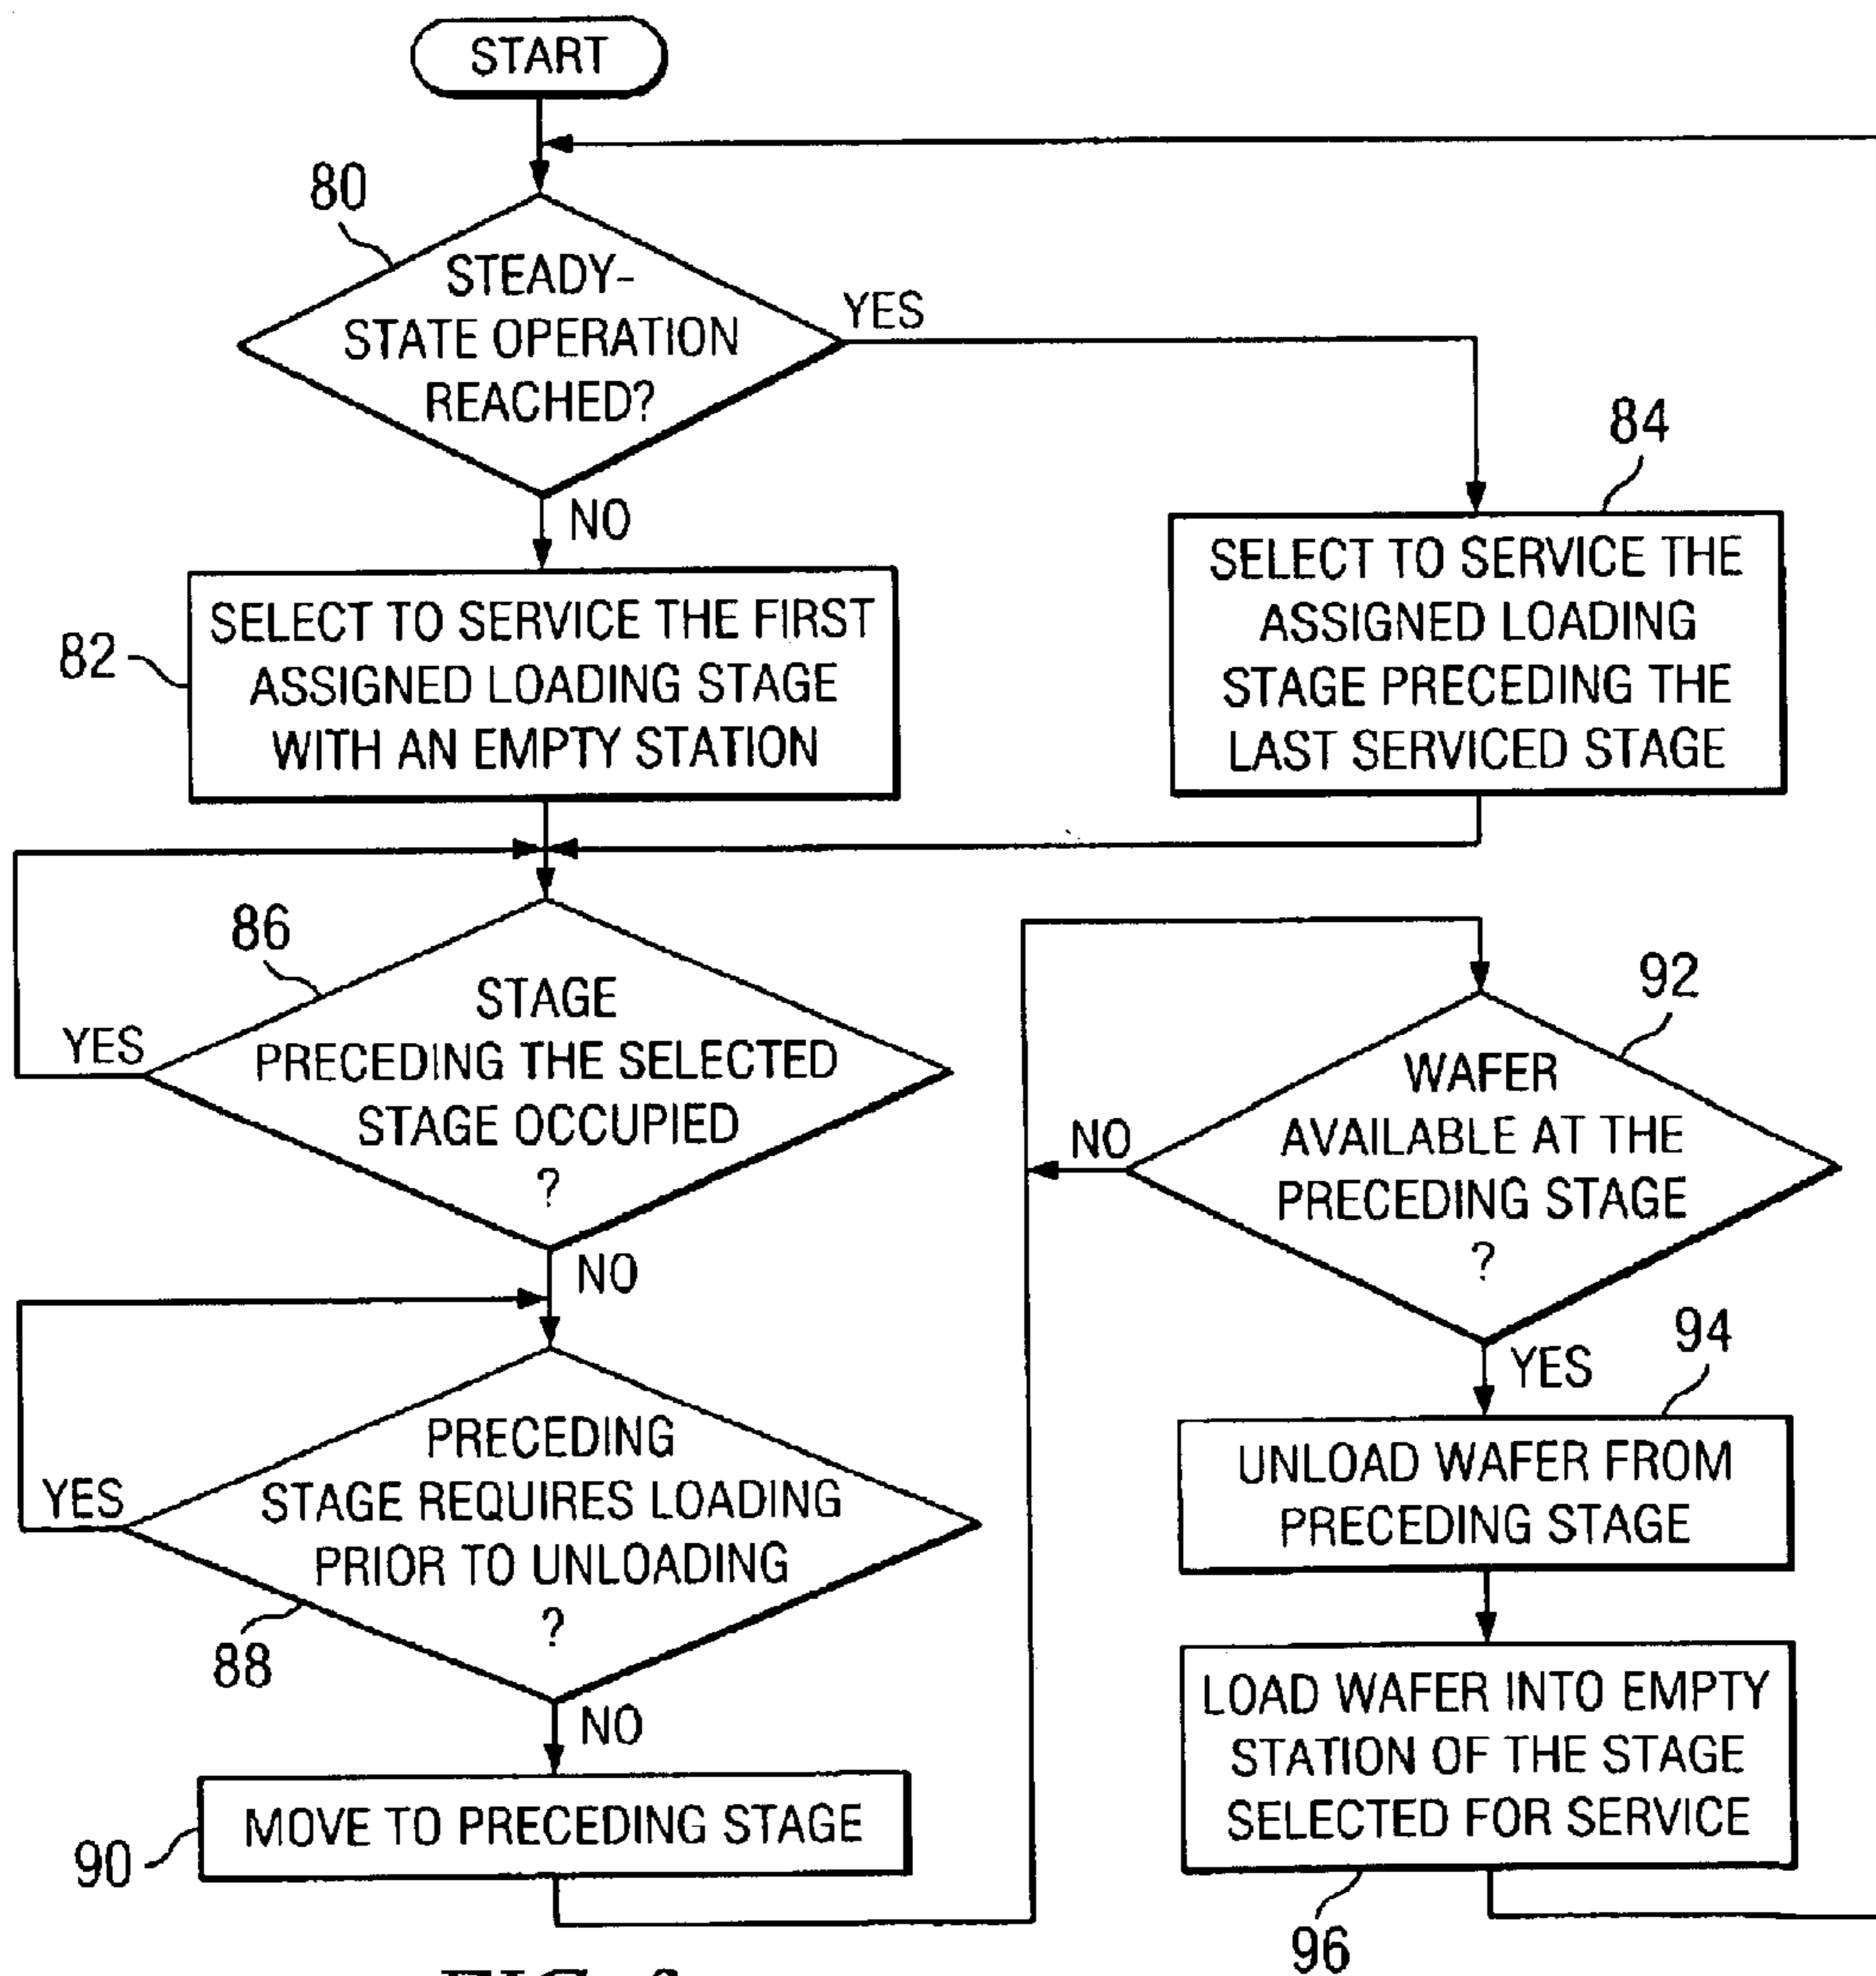 START
80
STEADY-
STATE OPERATION
REACHED?
YES
NO
82
SELECT TO SERVICE THE FIRST
ASSIGNED LOADING STAGE
WITH AN EMPTY STATION
84
SELECT TO SERVICE THE
ASSIGNED LOADING
STAGE PRECEDING THE
LAST SERVICED STAGE
86
STAGE
PRECEDING THE SELECTED
STAGE OCCUPIED
?
YES
NO
PRECEDING
STAGE REQUIRES LOADING
PRIOR TO UNLOADING
?
YES
88
NO
MOVE TO PRECEDING STAGE
90
92
WAFER
AVAILABLE AT THE
PRECEDING STAGE
?
NO
YES
94
UNLOAD WAFER FROM
PRECEDING STAGE
LOAD WAFER INTO EMPTY
STATION OF THE STAGE
SELECTED FOR SERVICE
96